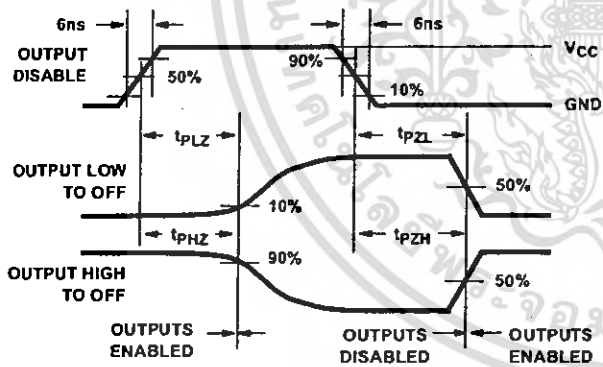 6ns
6ns
OUTPUT
DISABLE
90%
VCC
50%
10%
GND
tPLZ
tPZL
OUTPUT LOW
TO OFF
50%
10%
tPHZ
tPZH
90%
OUTPUT HIGH
TO OFF
50%
OUTPUTS
ENABLED
OUTPUTS
DISABLED
OUTPUTS
ENABLED